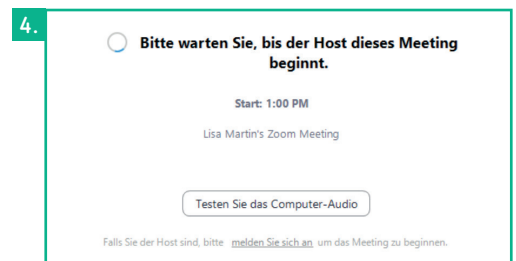 4.
Bitte warten Sie, bis der Host dieses Meeting
beginnt.
Start: 1:00 PM
Lisa Martin's Zoom Meeting
Testen Sie das Computer-Audio
Falls Sie der Host sind, bitte melden Sie sich an um das Meeting zu beginnen.